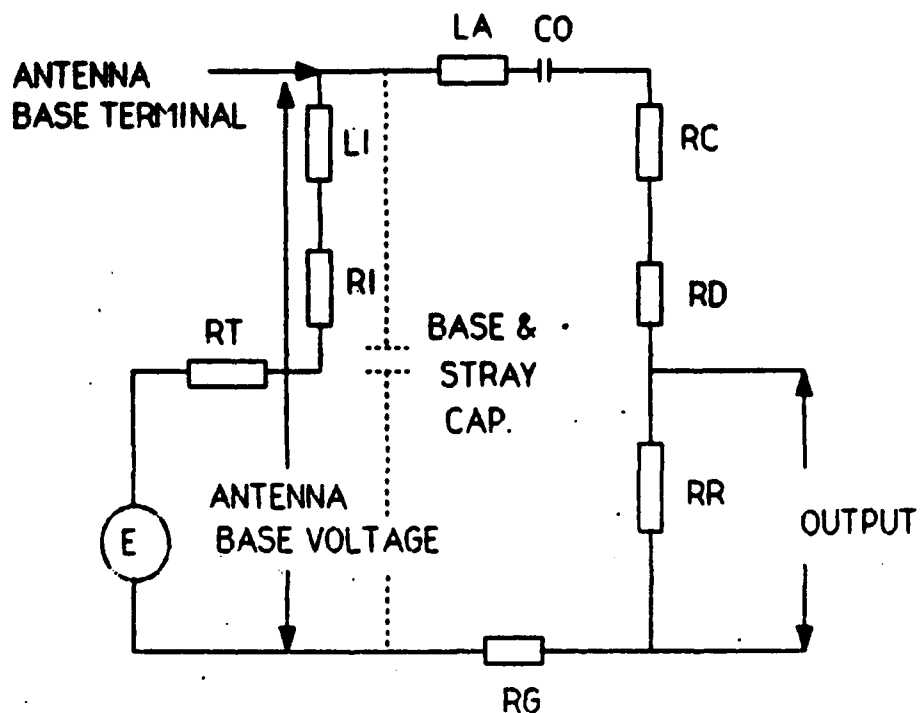 LA
CO
ANTENNA
BASE TERMINAL
LI
RC
RI
RD
RT
BASE &
STRAY
CAP.
ANTENNA
BASE VOLTAGE
RR
E
OUTPUT
RG